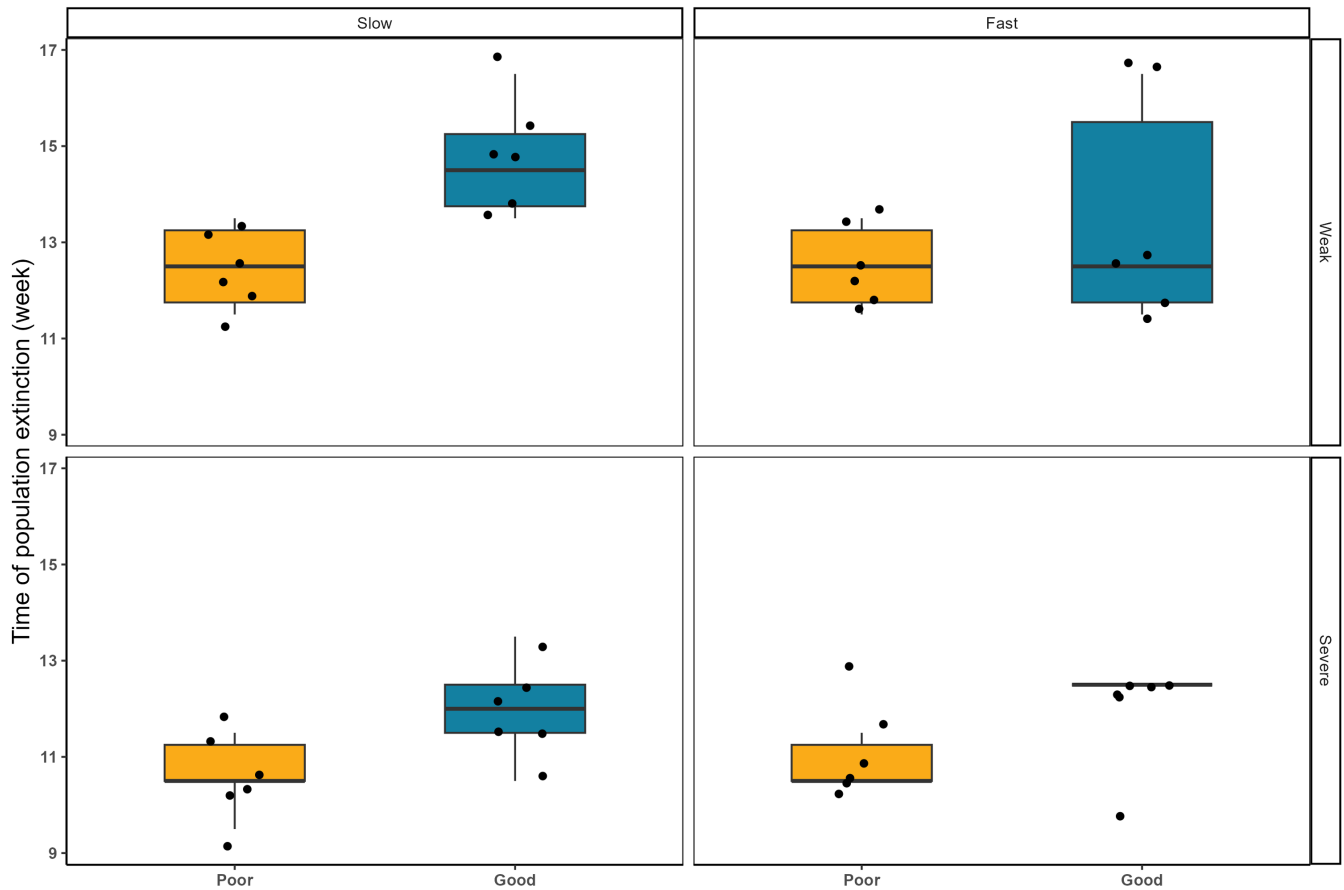 Slow
Fast
Time of population extinction (week)
17
15
13
11
9
Weak
17
15
13
11
9
Severe
Poor
Good
Poor
Good